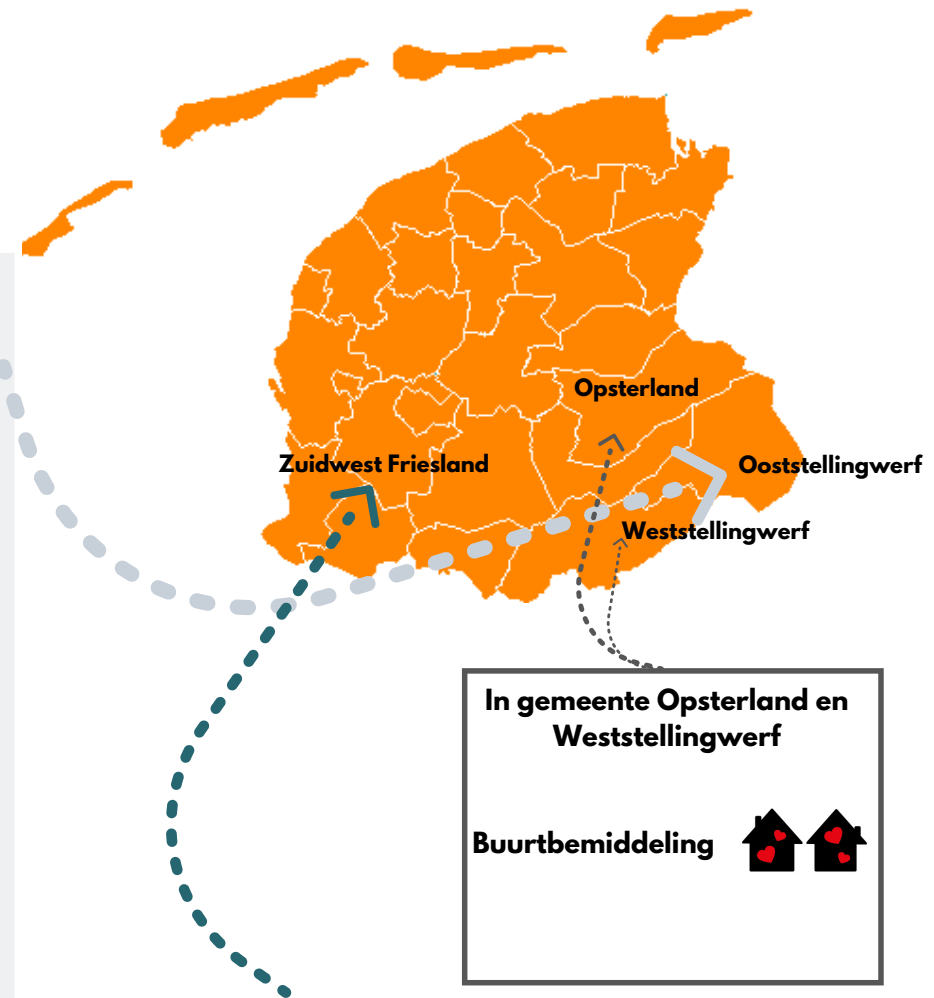 Opsterland
Zuidwest Friesland
Ooststellingwerf
Weststellingwerf
In gemeente Opsterland en
Weststellingwerf
Buurtbemiddeling